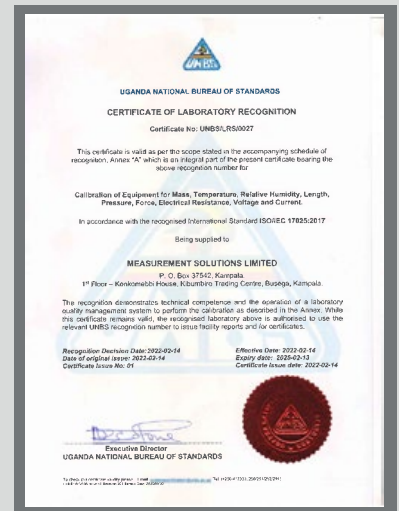 UNBS
UGANDA NATIONAL BUREAU OF STANDARDS
CERTIFICATE OF LABORATORY RECOGNITION
Certificate No: UNBS/LRS/0027
This certificate is valid as per the scope stated in the accompanying schedule of
recognition, Annex "A" which is an integral part of the present certificate bearing the
above recognition number for
Calibration of Equipment for Mass, Temperature, Relative Humidity, Length,
Pressure, Force, Electrical Resistance, Voltage and Current.
In accordance with the recognised International Standard ISO/IEC 17025:2017
Being supplied to
MEASUREMENT SOLUTIONS LIMITED
P. O. Box 37542, Kampala
1st Floor – Konkomebbi House, Kibumbiro Trading Centre, Busega, Kampala.
The recognition demonstrates technical competence and the operation of a laboratory
quality management system to perform the calibration as described in the Annex. While
this certificate remains valid, the recognised laboratory above is authorised to use the
relevant UNBS recognition number to issue facility reports and /or certificates.
Recognition Decision Date: 2022-02-14
Effective Date: 2022-02-14
Date of original issue: 2022-02-14
Expiry date: 2025-02-13
Certificate Issue No: 01
Certificate issue date: 2022-02-14
Executive Director
UGANDA NATIONAL BUREAU OF STANDARDS